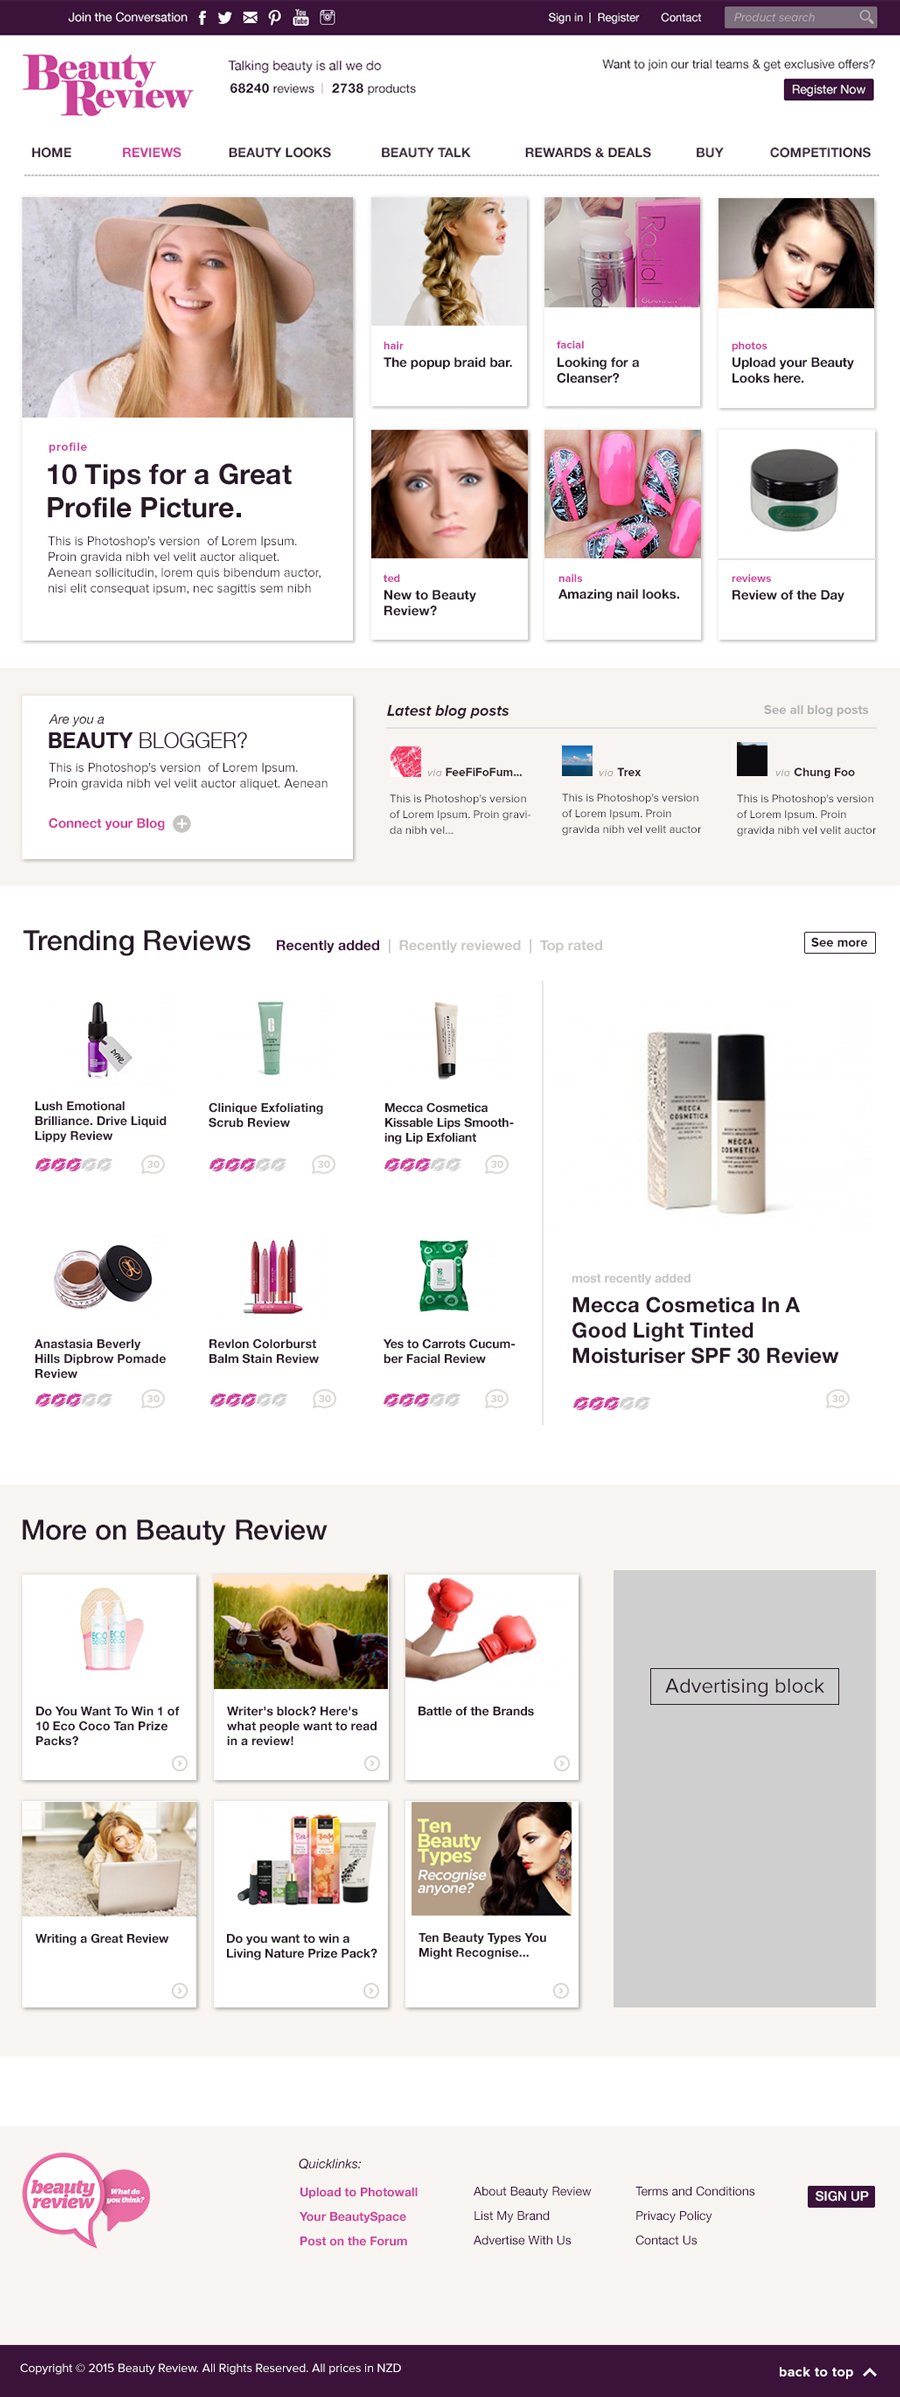 Join the Conversation
You
Tube
Sign in | Register
Contact
Product search
Beauty
Review
Talking beauty is all we do
68240 reviews | 2738 products
Want to join our trial teams & get exclusive offers?
Register Now
HOME
REVIEWS
BEAUTY LOOKS
BEAUTY TALK
REWARDS & DEALS
BUY
COMPETITIONS
profile
10 Tips for a Great
Profile Picture.
This is Photoshop's version of Lorem Ipsum.
Proin gravida nibh vel velit auctor aliquet.
Aenean sollicitudin, lorem quis bibendum auctor,
nisi elit consequat ipsum, nec sagittis sem nibh
hair
The popup braid bar.
Rodial
Rod
facial
Looking for a
Cleanser?
photos
Upload your Beauty
Looks here.
ted
New to Beauty
Review?
nails
Amazing nail looks.
reviews
Review of the Day
Are you a
BEAUTY BLOGGER?
This is Photoshop's version of Lorem Ipsum.
Proin gravida nibh vel velit auctor aliquet. Aenean
Connect your Blog
Latest blog posts
See all blog posts
via FeeFiFoFum...
This is Photoshop's version
of Lorem Ipsum. Proin gravi-
da nibh vel...
via Trex
This is Photoshop's version
of Lorem Ipsum. Proin
gravida nibh vel velit auctor
via Chung Foo
This is Photoshop's version
of Lorem Ipsum. Proin
gravida nibh vel velit auctor
Trending Reviews
Recently added | Recently reviewed | Top rated
See more
Lush Emotional
Brilliance. Drive Liquid
Lippy Review
30
Clinique Exfoliating
Scrub Review
30
Mecca Cosmetica
Kissable Lips Smooth-
ing Lip Exfoliant
30
Anastasia Beverly
Hills Dipbrow Pomade
Review
30
Revlon Colorburst
Balm Stain Review
30
Yes to Carrots Cucum-
ber Facial Review
30
MECCA
COSMETICA
MECCA
COSMETICA
most recently added
Mecca Cosmetica In A
Good Light Tinted
Moisturiser SPF 30 Review
30
More on Beauty Review
ECO
ECO
Do You Want To Win 1 of
10 Eco Coco Tan Prize
Packs?
Writer's block? Here's
what people want to read
in a review!
Battle of the Brands
Advertising block
Writing a Great Review
Do you want to win a
Living Nature Prize Pack?
Ten
Beauty
Types
Recognise
anyone?
Ten Beauty Types You
Might Recognise...
beauty
review
What do
you think?
Quicklinks:
Upload to Photowall
Your BeautySpace
Post on the Forum
About Beauty Review
List My Brand
Advertise With Us
Terms and Conditions
Privacy Policy
Contact Us
SIGN UP
Copyright © 2015 Beauty Review. All Rights Reserved. All prices in NZD
back to top